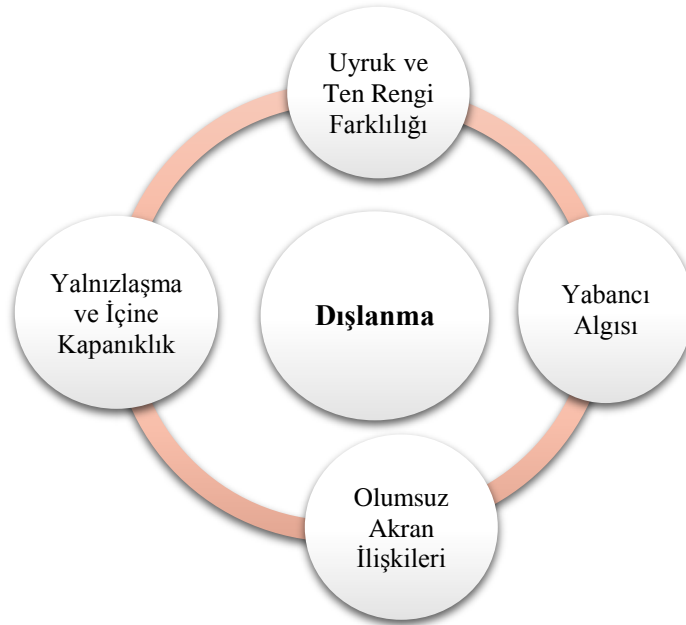 Uyruk ve
Ten Rengi
Farklılığı
Yalnızlaşma
ve İçine
Kapanıklık
Dışlanma
Yabancı
Algısı
Olumsuz
Akran
İlişkileri